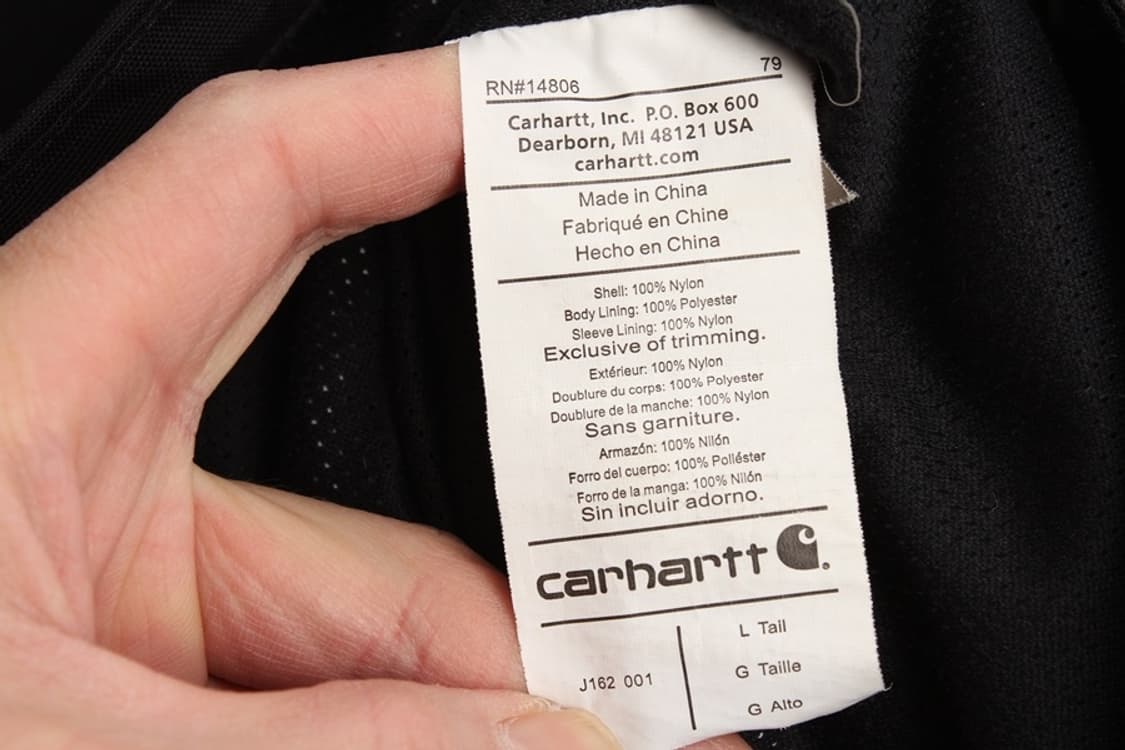 79
RN#14806
Carhartt, Inc. P.O. Box 600
Dearborn, MI 48121 USA
carhartt.com
Made in China
Fabriqué en Chine
Hecho en China
Shell: 100% Nylon
Body Lining: 100% Polyester
Sleeve Lining: 100% Nylon
Exclusive of trimming.
Extérieur: 100% Nylon
Doublure du corps: 100% Polyester
Doublure de la manche: 100% Nylon
Sans garniture.
Armazón: 100% Nilón
Forro del cuerpo: 100% Poliéster
Forro de la manga: 100% Nilón
Sin incluir adorno.
carhartt
J162 001
L Tall
G Taille
G Alto